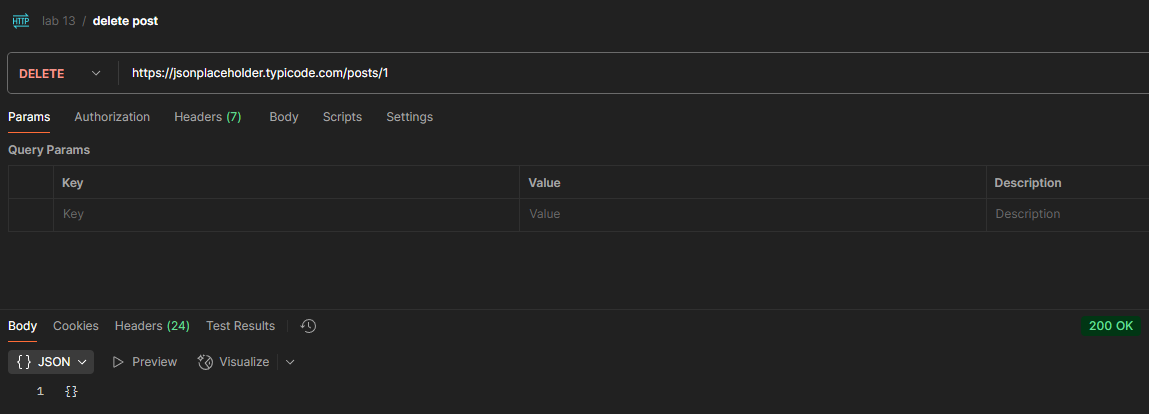 HTTP lab 13 / delete post
DELETE https://jsonplaceholder.typicode.com/posts/1
Params Authorization Headers (7) Body Scripts Settings
Query Params
Key Value Description
Key Value Description
Body Cookies Headers (24) Test Results 200 OK
{} JSON Preview Visualize
1 {}